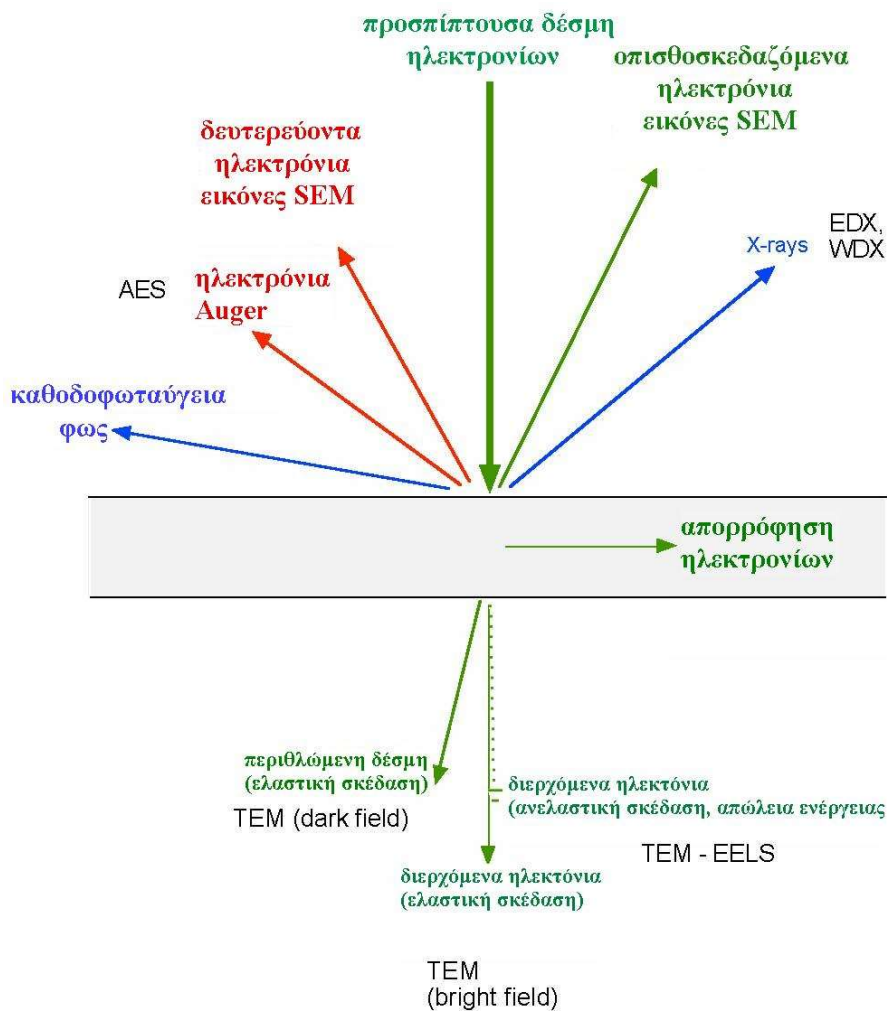 προσπίπτουσα δέσμη
ηλεκτρονίων
οπισθοσκεδαζόμενα
ηλεκτρόνια
εικόνες SEM
δευτερεύοντα
ηλεκτρόνια
εικόνες SEM
EDX,
WDX
X-rays
AES
ηλεκτρόνια
Auger
καθοδοφωταύγεια
φως
απορρόφηση
ηλεκτρονίων
περιθλώμενη δέσμη
(ελαστική σκέδαση)
TEM (dark field)
διερχόμενα ηλεκτόνια
(ανελαστική σκέδαση, απώλεια ενέργειας
TEM - EELS
διερχόμενα ηλεκτόνια
(ελαστική σκέδαση)
TEM
(bright field)